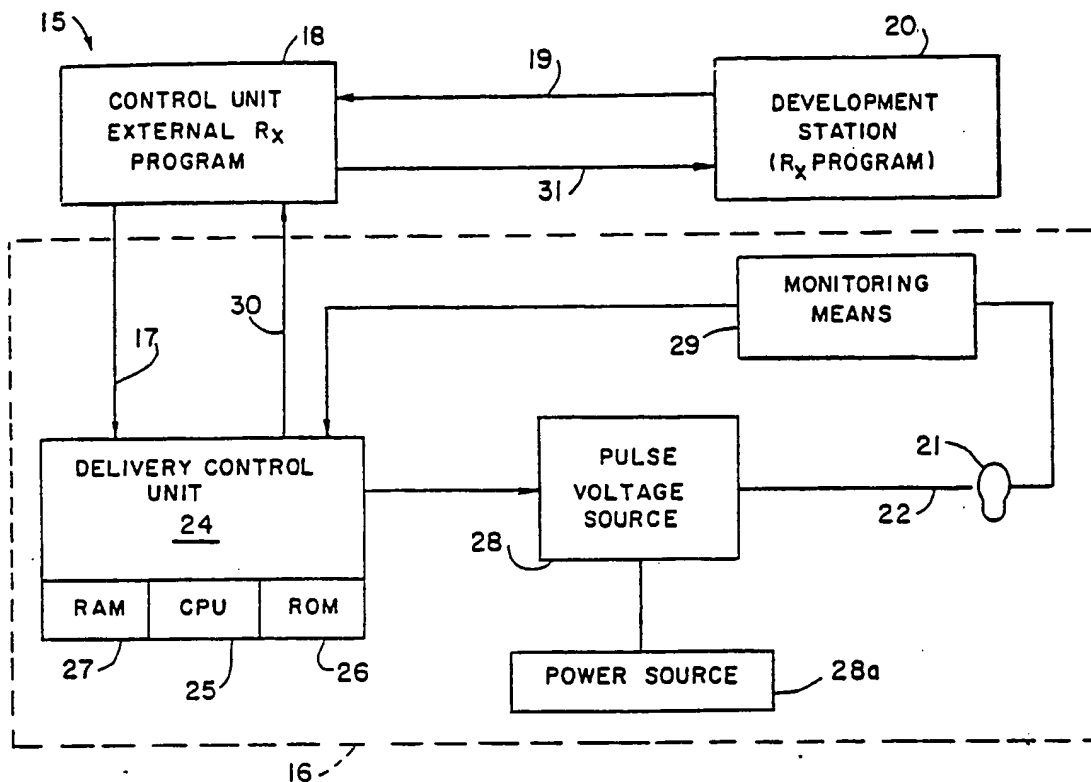 15
18
CONTROL UNIT
EXTERNAL Rx
PROGRAM
19
31
20
DEVELOPMENT
STATION
(Rx PROGRAM)
17
30
MONITORING
MEANS
29
DELIVERY CONTROL
UNIT
24
RAM CPU ROM
27 25 26
PULSE
VOLTAGE
SOURCE
28
21
22
POWER SOURCE
28a
16